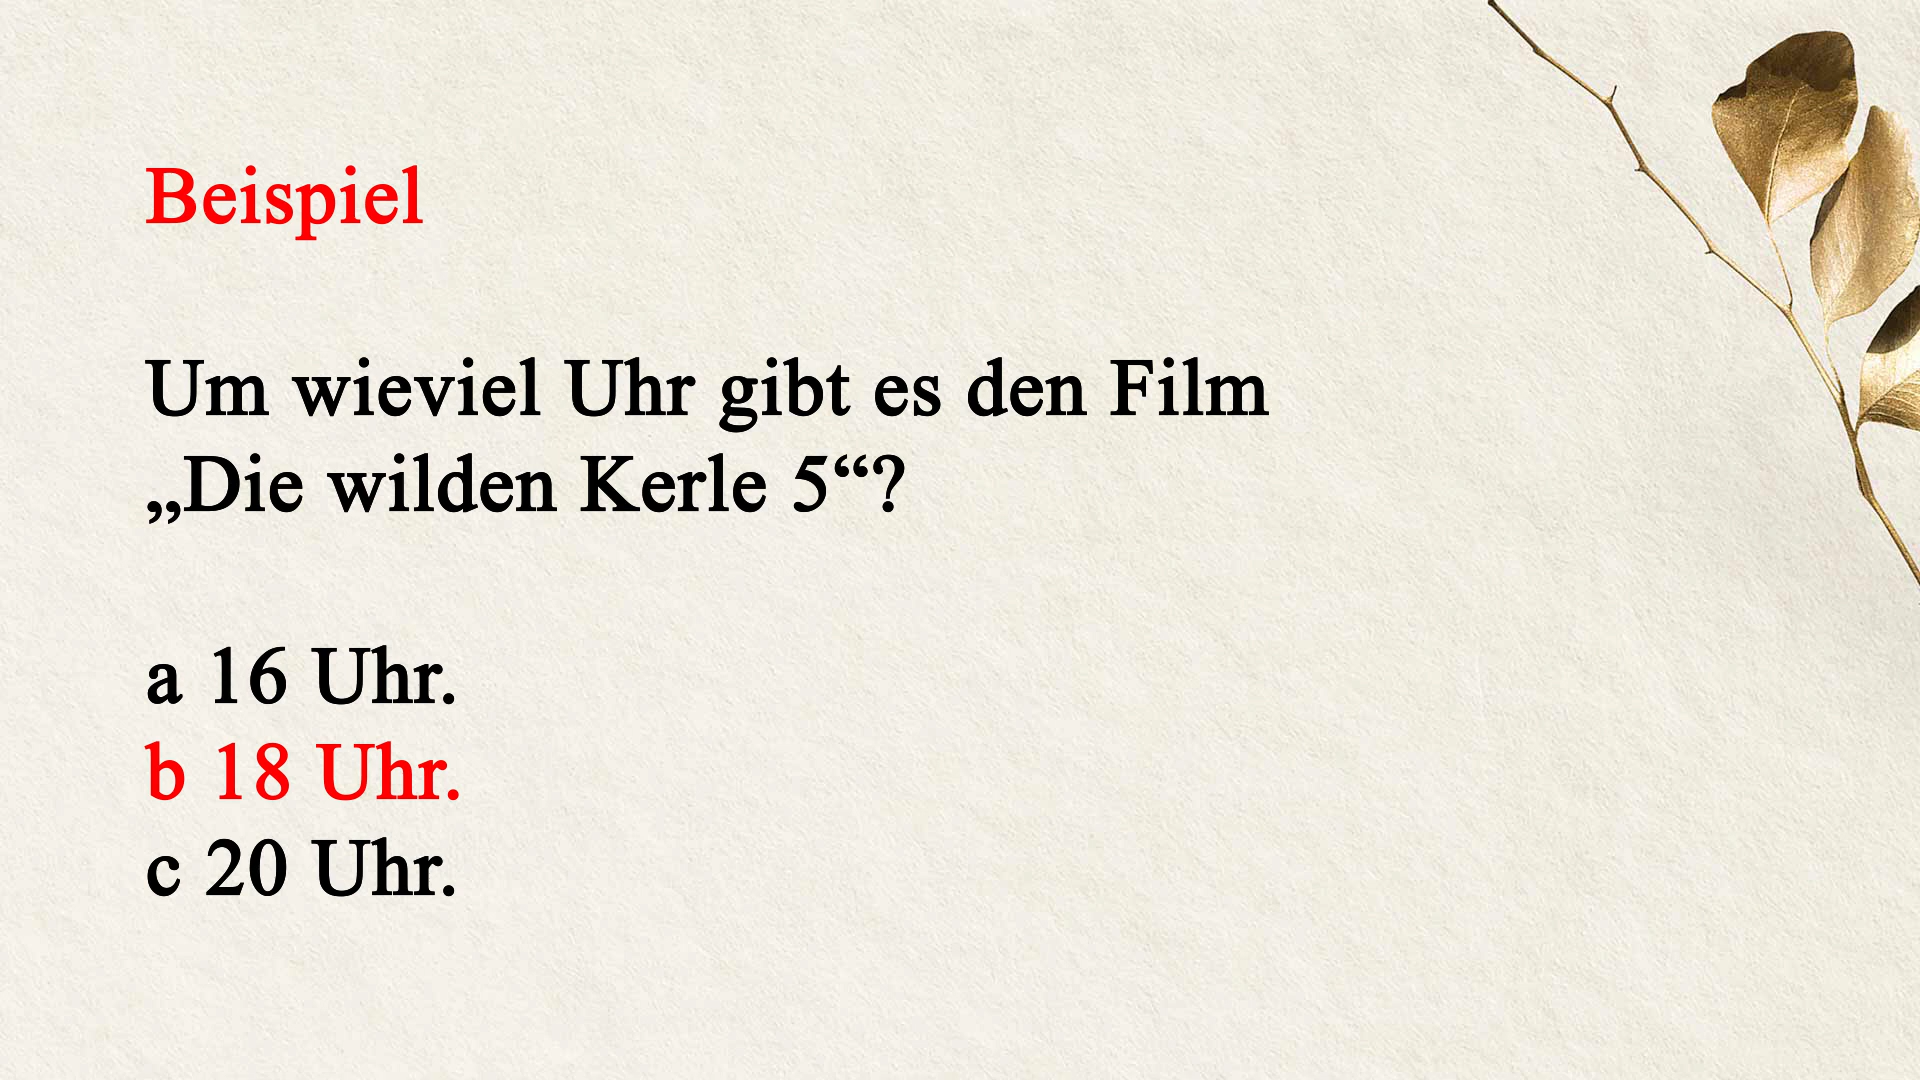 Beispiel
Um wieviel Uhr gibt es den Film
„Die wilden Kerle 5“?
a 16 Uhr.
b 18 Uhr.
c 20 Uhr.